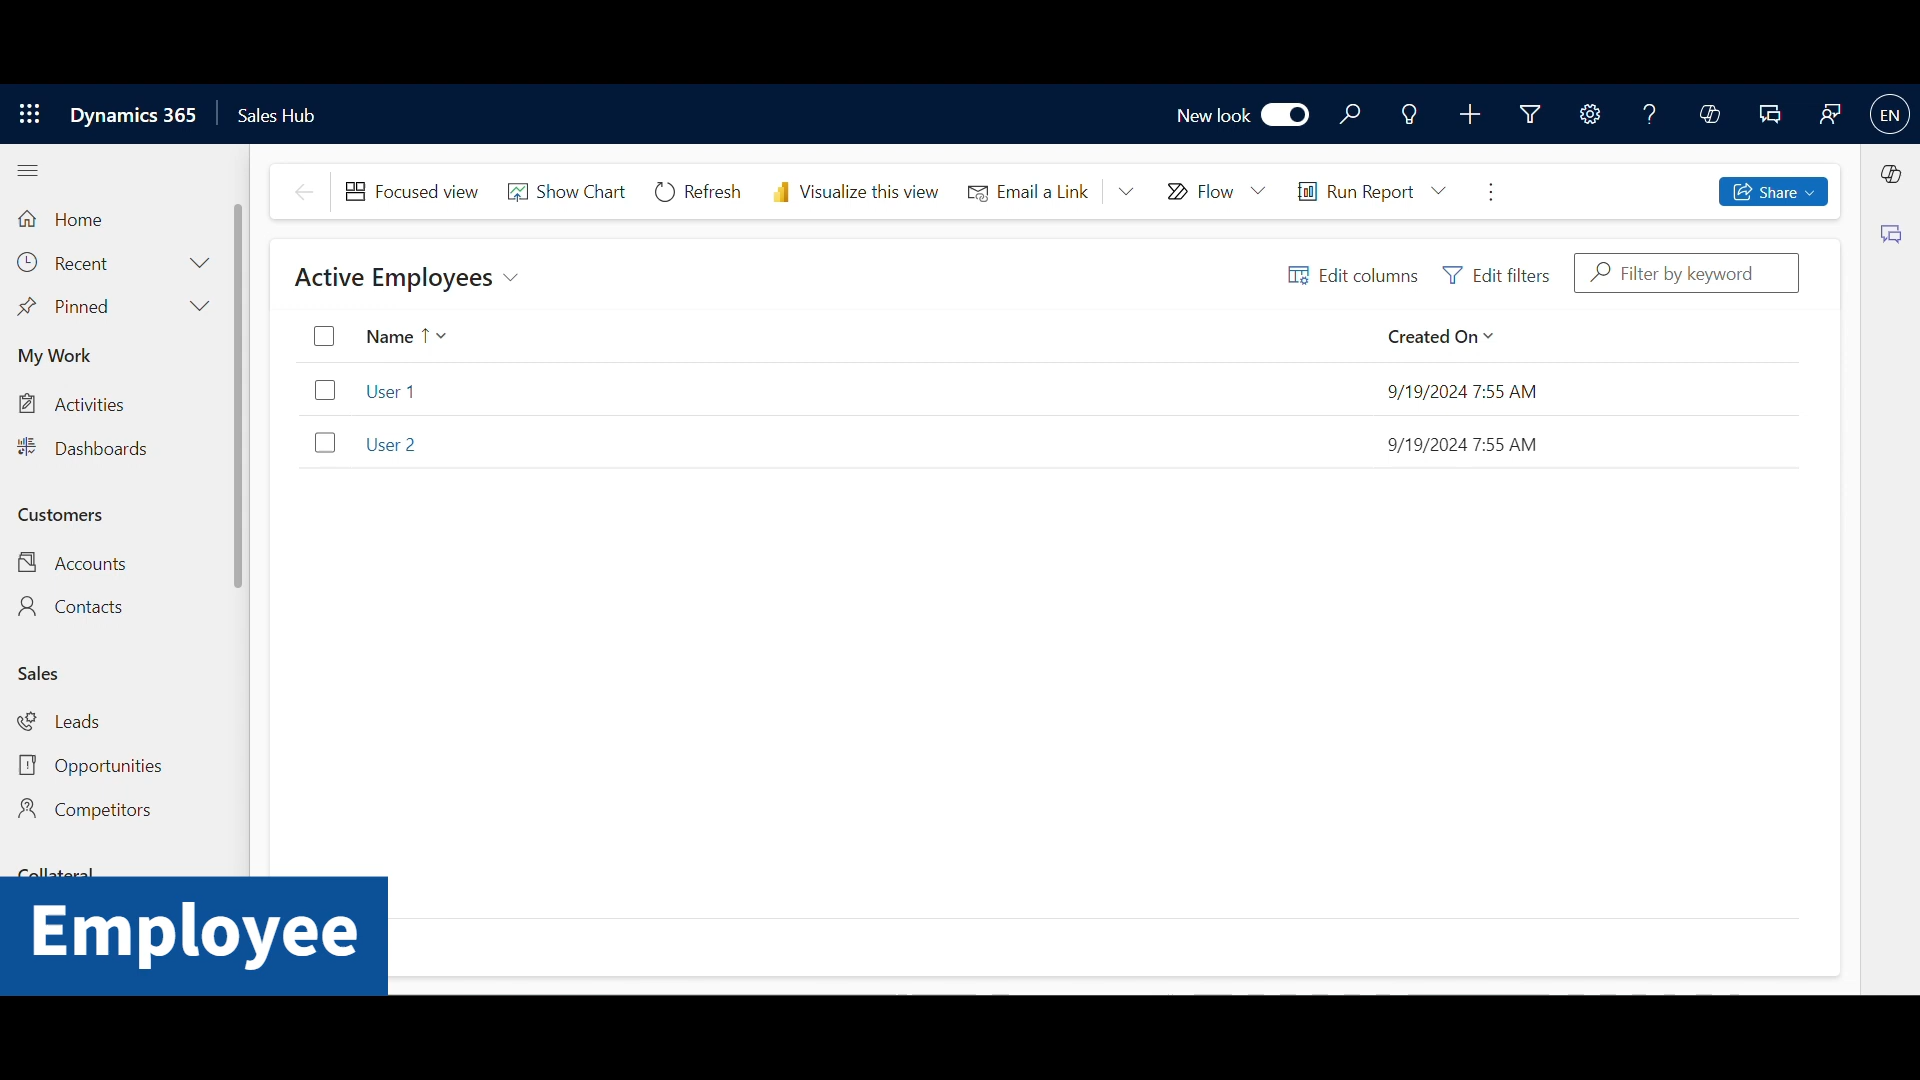 Dynamics 365
Sales Hub
New look
EN
Home
Recent
Pinned
My Work
Activities
Dashboards
Customers
Accounts
Contacts
Sales
Leads
Opportunities
Competitors
Collateral
Focused view
Show Chart
Refresh
Visualize this view
Email a Link
Flow
Run Report
Share
Active Employees
Edit columns
Edit filters
Filter by keyword
Name Created On
User 1 9/19/2024 7:55 AM
User 2 9/19/2024 7:55 AM
Employee